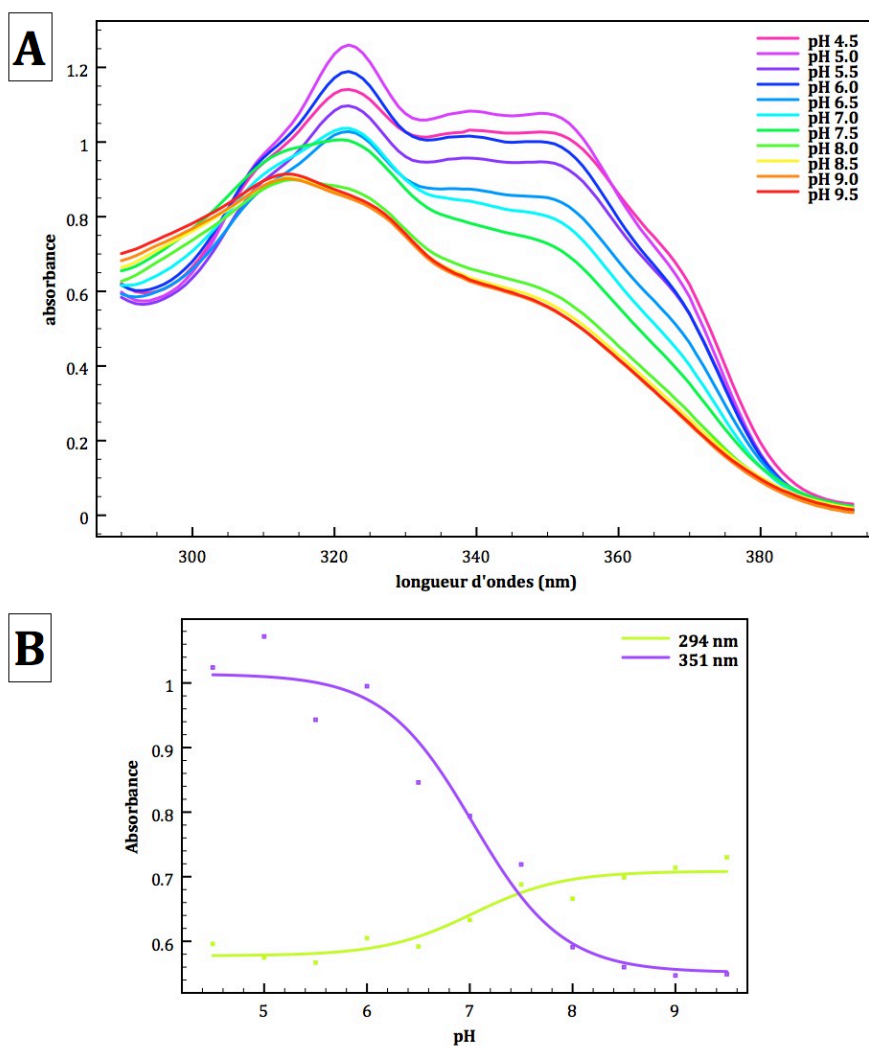 A
pH 4.5
pH 5.0
pH 5.5
pH 6.0
pH 6.5
pH 7.0
pH 7.5
pH 8.0
pH 8.5
pH 9.0
pH 9.5
1.2
1
0.8
0.6
0.4
0.2
0
absorbance
300
320
340
360
380
longueur d'ondes (nm)
B
294 nm
351 nm
1
0.9
0.8
0.7
0.6
Absorbance
5
6
7
8
9
pH